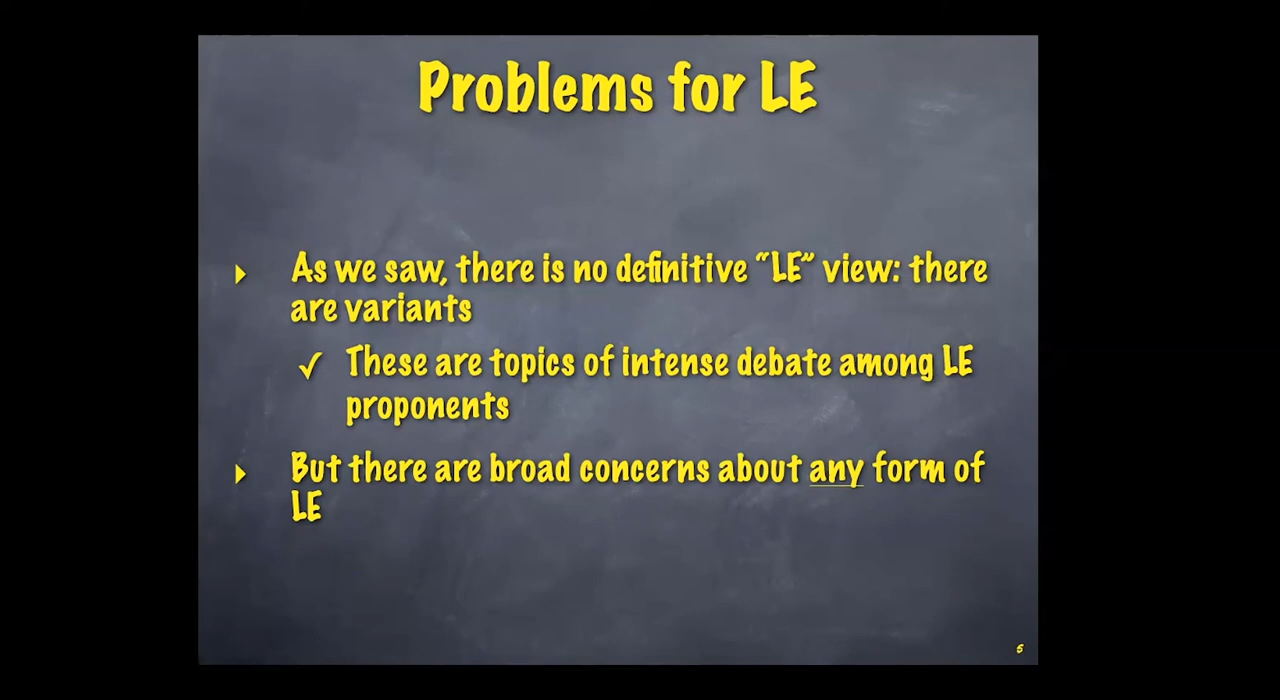 Problems for LE
As we saw, there is no definitive “LE” view: there
are variants
✓ These are topics of intense debate among LE
proponents
But there are broad concerns about any form of
LE
5